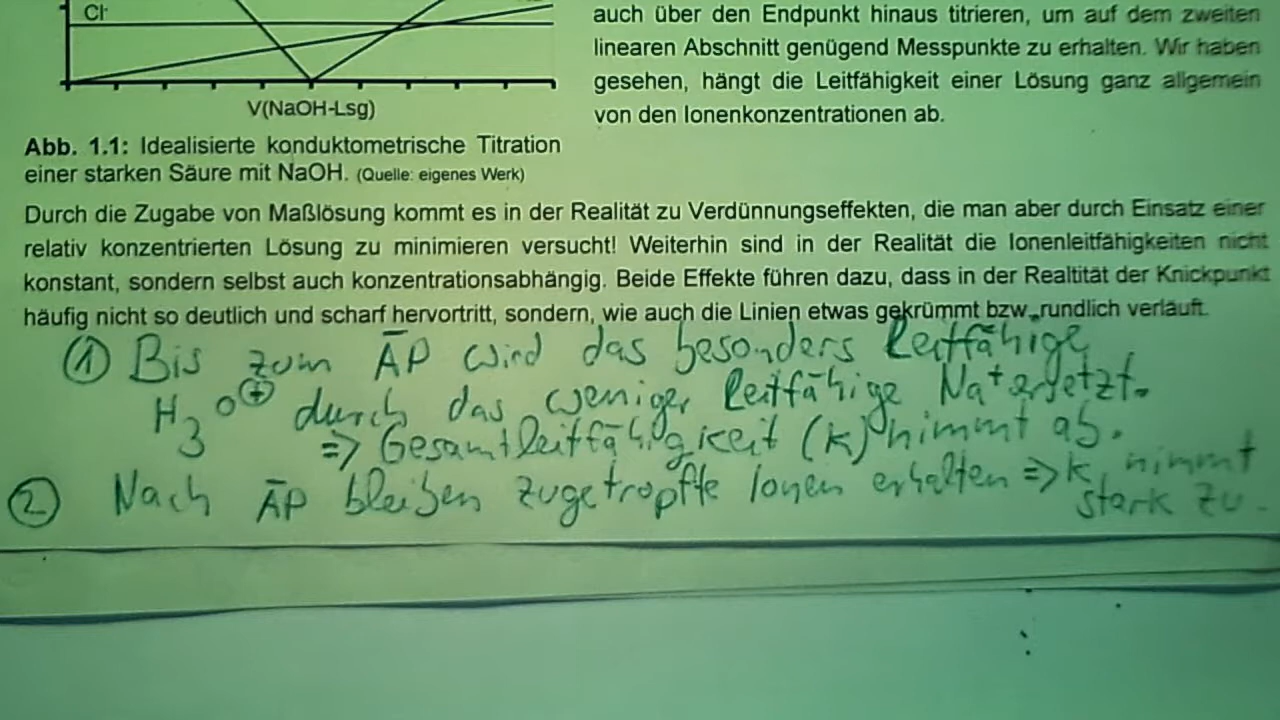 Cl⁻
V(NaOH-Lsg)
Abb. 1.1: Idealisierte konduktometrische Titration
einer starken Säure mit NaOH. (Quelle: eigenes Werk)
auch über den Endpunkt hinaus titrieren, um auf dem zweiten
linearen Abschnitt genügend Messpunkte zu erhalten. Wir haben
gesehen, hängt die Leitfähigkeit einer Lösung ganz allgemein
von den Ionenkonzentrationen ab.
Durch die Zugabe von Maßlösung kommt es in der Realität zu Verdünnungseffekten, die man aber durch Einsatz einer
relativ konzentrierten Lösung zu minimieren versucht! Weiterhin sind in der Realität die Ionenleitfähigkeiten nicht
konstant, sondern selbst auch konzentrationsabhängig. Beide Effekte führen dazu, dass in der Realtität der Knickpunkt
häufig nicht so deutlich und scharf hervortritt, sondern, wie auch die Linien etwas gekrümmt bzw. rundlich verläuft.
① Bis zum ÄP wird das besonders leitfähige
H₃O⊕ durch das weniger leitfähige Na⁺ ersetzt.
=> Gesamtleitfähigkeit (K) nimmt ab.
② Nach ÄP bleiben zugetropfte Ionen erhalten => K nimmt
stark zu.